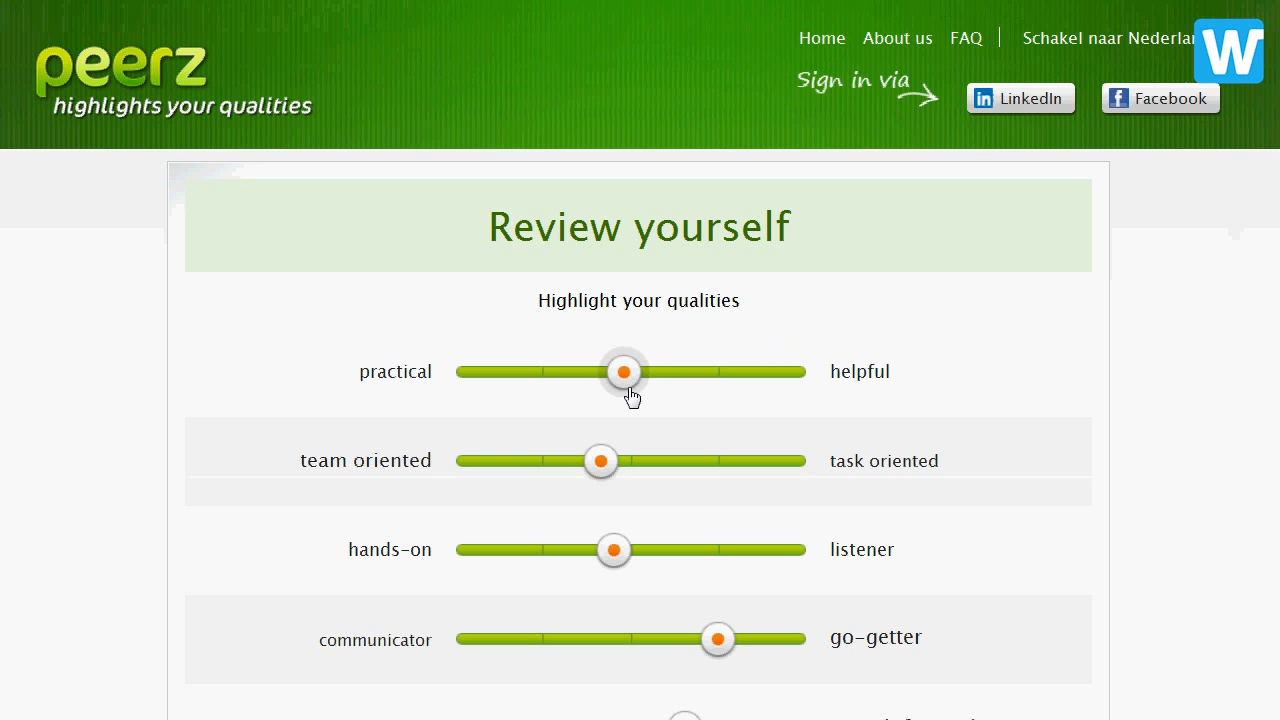 peerz
highlights your qualities
Home About us FAQ Schakel naar
W
Sign in via
LinkedIn Facebook
Review yourself
Highlight your qualities
practical helpful
team oriented task oriented
hands-on listener
communicator go-getter